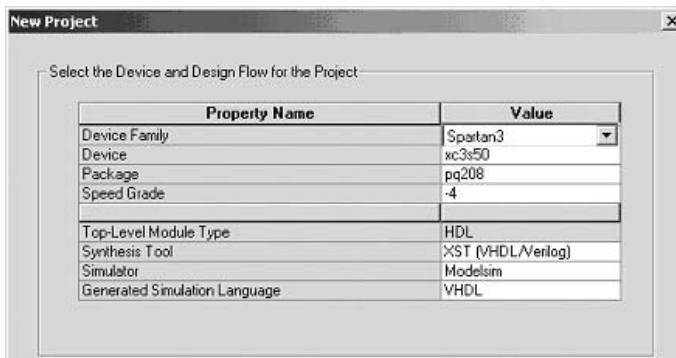 New Project
Select the Device and Design Flow for the Project
Property Name Value
Device Family Spartan3
Device xc3s50
Package pq208
Speed Grade -4
Top-Level Module Type HDL
Synthesis Tool XST (VHDL/Verilog)
Simulator Modelsim
Generated Simulation Language VHDL